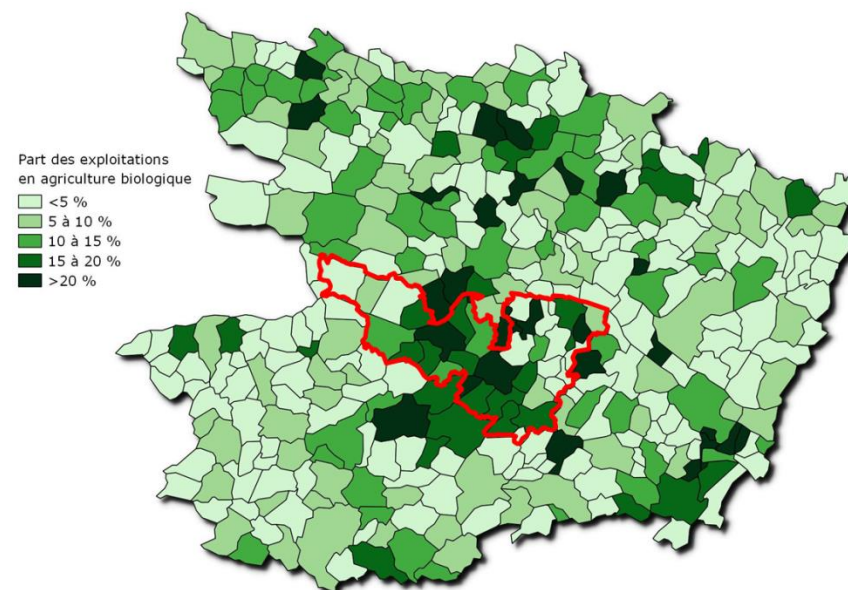 Part des exploitations
en agriculture biologique
<5 %
5 à 10 %
10 à 15 %
15 à 20 %
>20 %